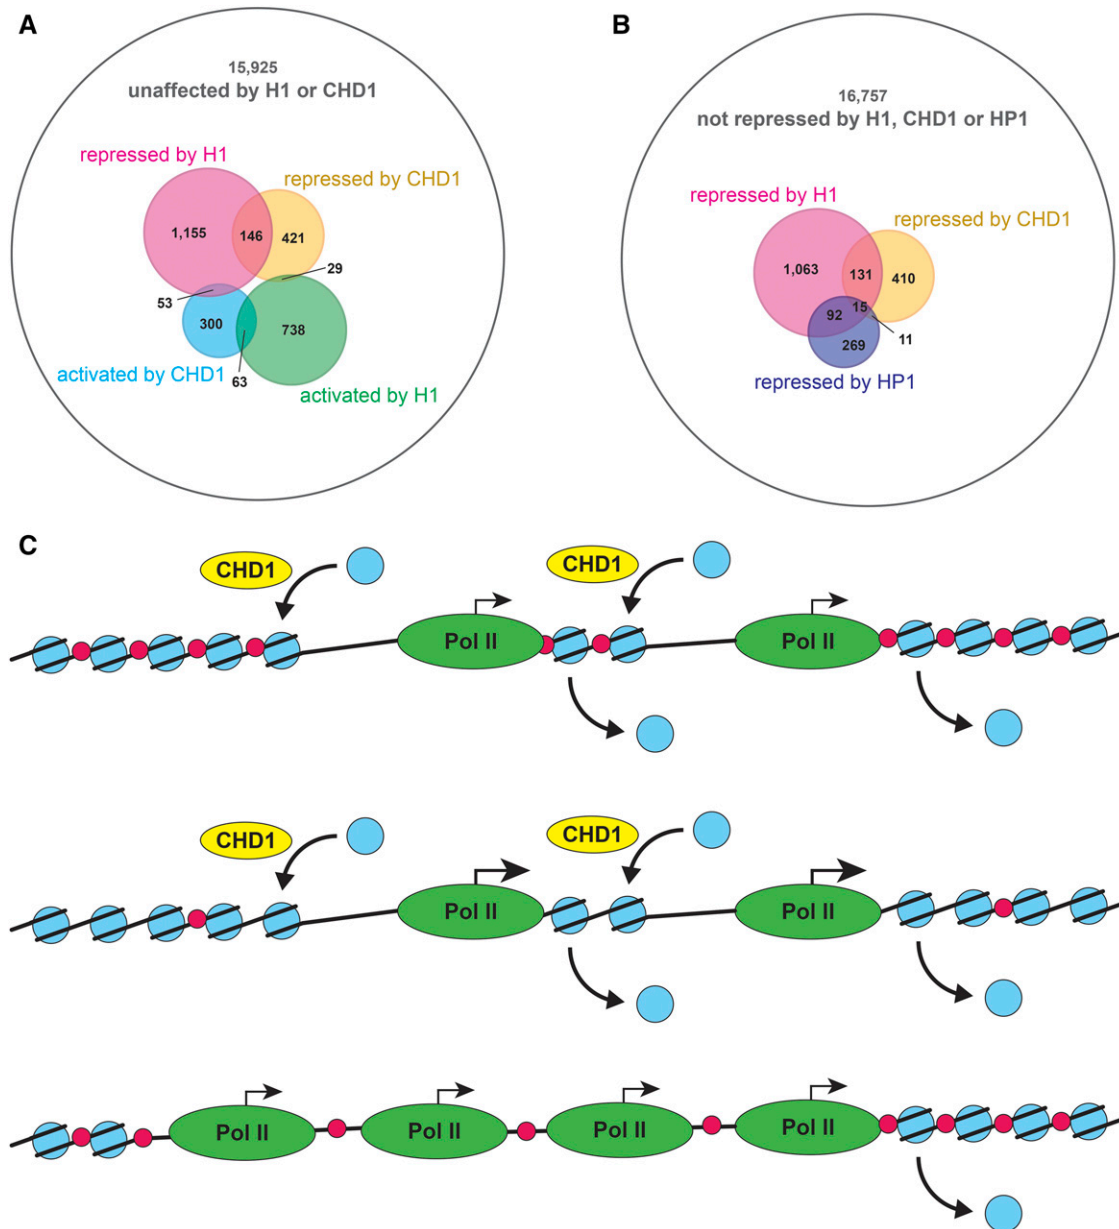 A
15,925
unaffected by H1 or CHD1
repressed by H1
repressed by CHD1
1,155
146
421
29
53
300
738
63
activated by CHD1
activated by H1
B
16,757
not repressed by H1, CHD1 or HP1
repressed by H1
repressed by CHD1
1,063
131
410
15
92
11
269
repressed by HP1
C
CHD1
CHD1
Pol II
Pol II
CHD1
CHD1
Pol II
Pol II
Pol II
Pol II
Pol II
Pol II